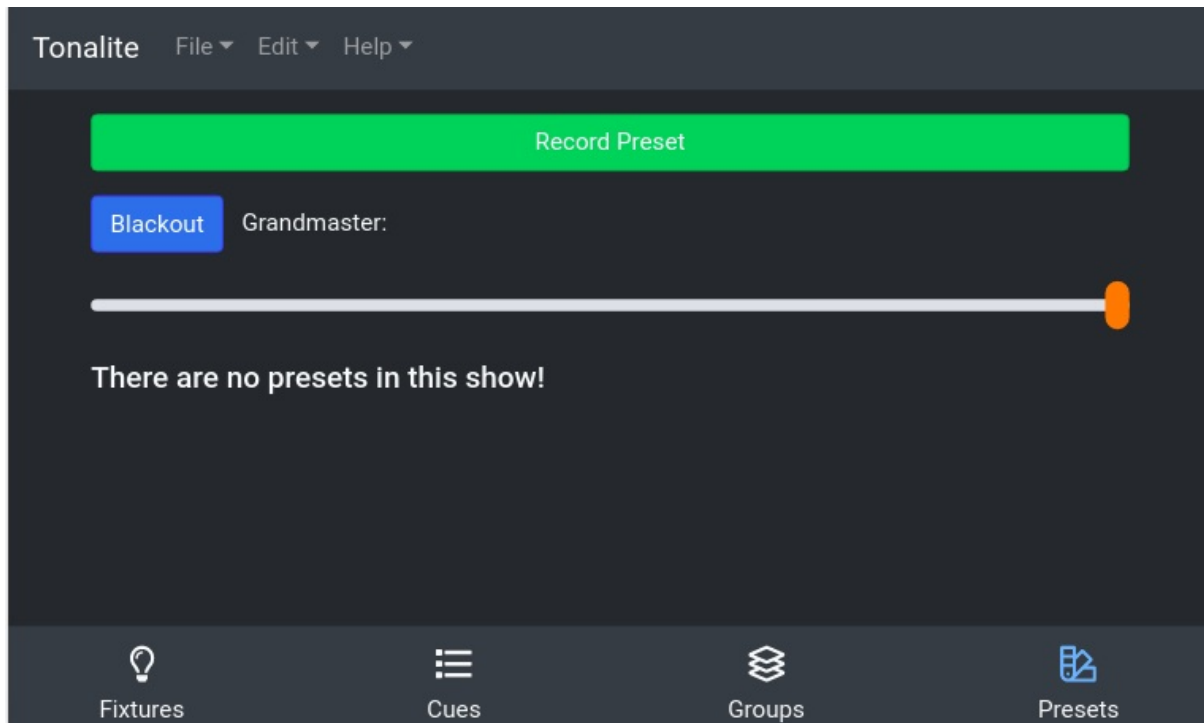 Tonalite File Edit Help
Record Preset
Blackout Grandmaster:
There are no presets in this show!
Fixtures Cues Groups Presets